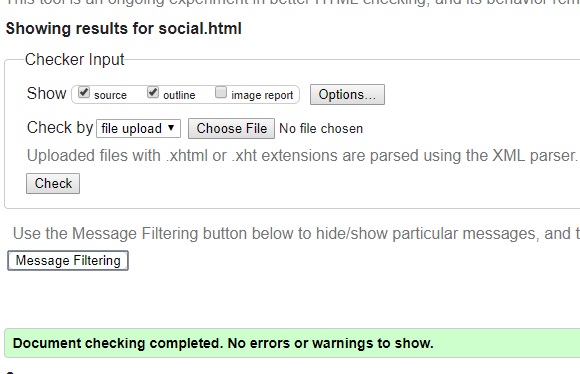 This tool is an ongoing experiment in better HTML checking, and its behavior rem
Showing results for social.html
Checker Input
Show source outline image report Options...
Check by file upload Choose File No file chosen
Uploaded files with .xhtml or .xht extensions are parsed using the XML parser.
Check
Use the Message Filtering button below to hide/show particular messages, and t
Message Filtering
Document checking completed. No errors or warnings to show.